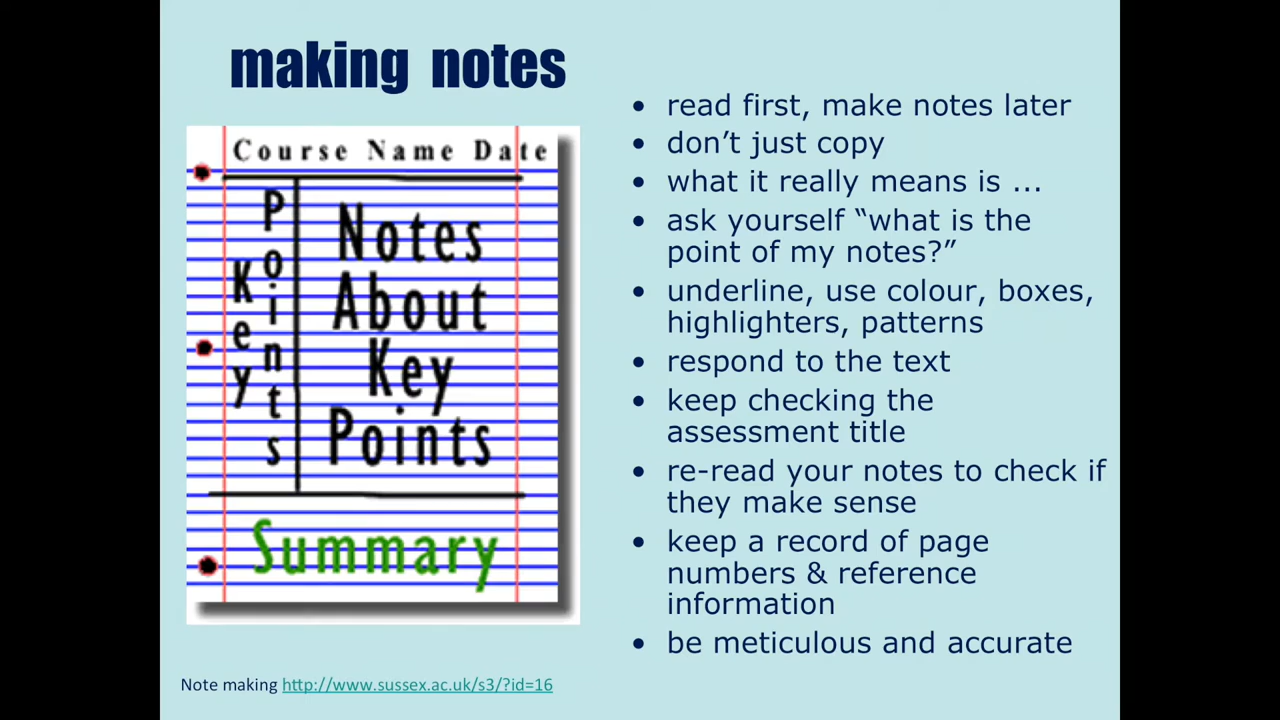 making notes
Course Name Date
Key Points
Notes
About
Key
Points
Summary
• read first, make notes later
• don’t just copy
• what it really means is ...
• ask yourself “what is the
point of my notes?”
• underline, use colour, boxes,
highlighters, patterns
• respond to the text
• keep checking the
assessment title
• re-read your notes to check if
they make sense
• keep a record of page
numbers & reference
information
• be meticulous and accurate
Note making http://www.sussex.ac.uk/s3/?id=16